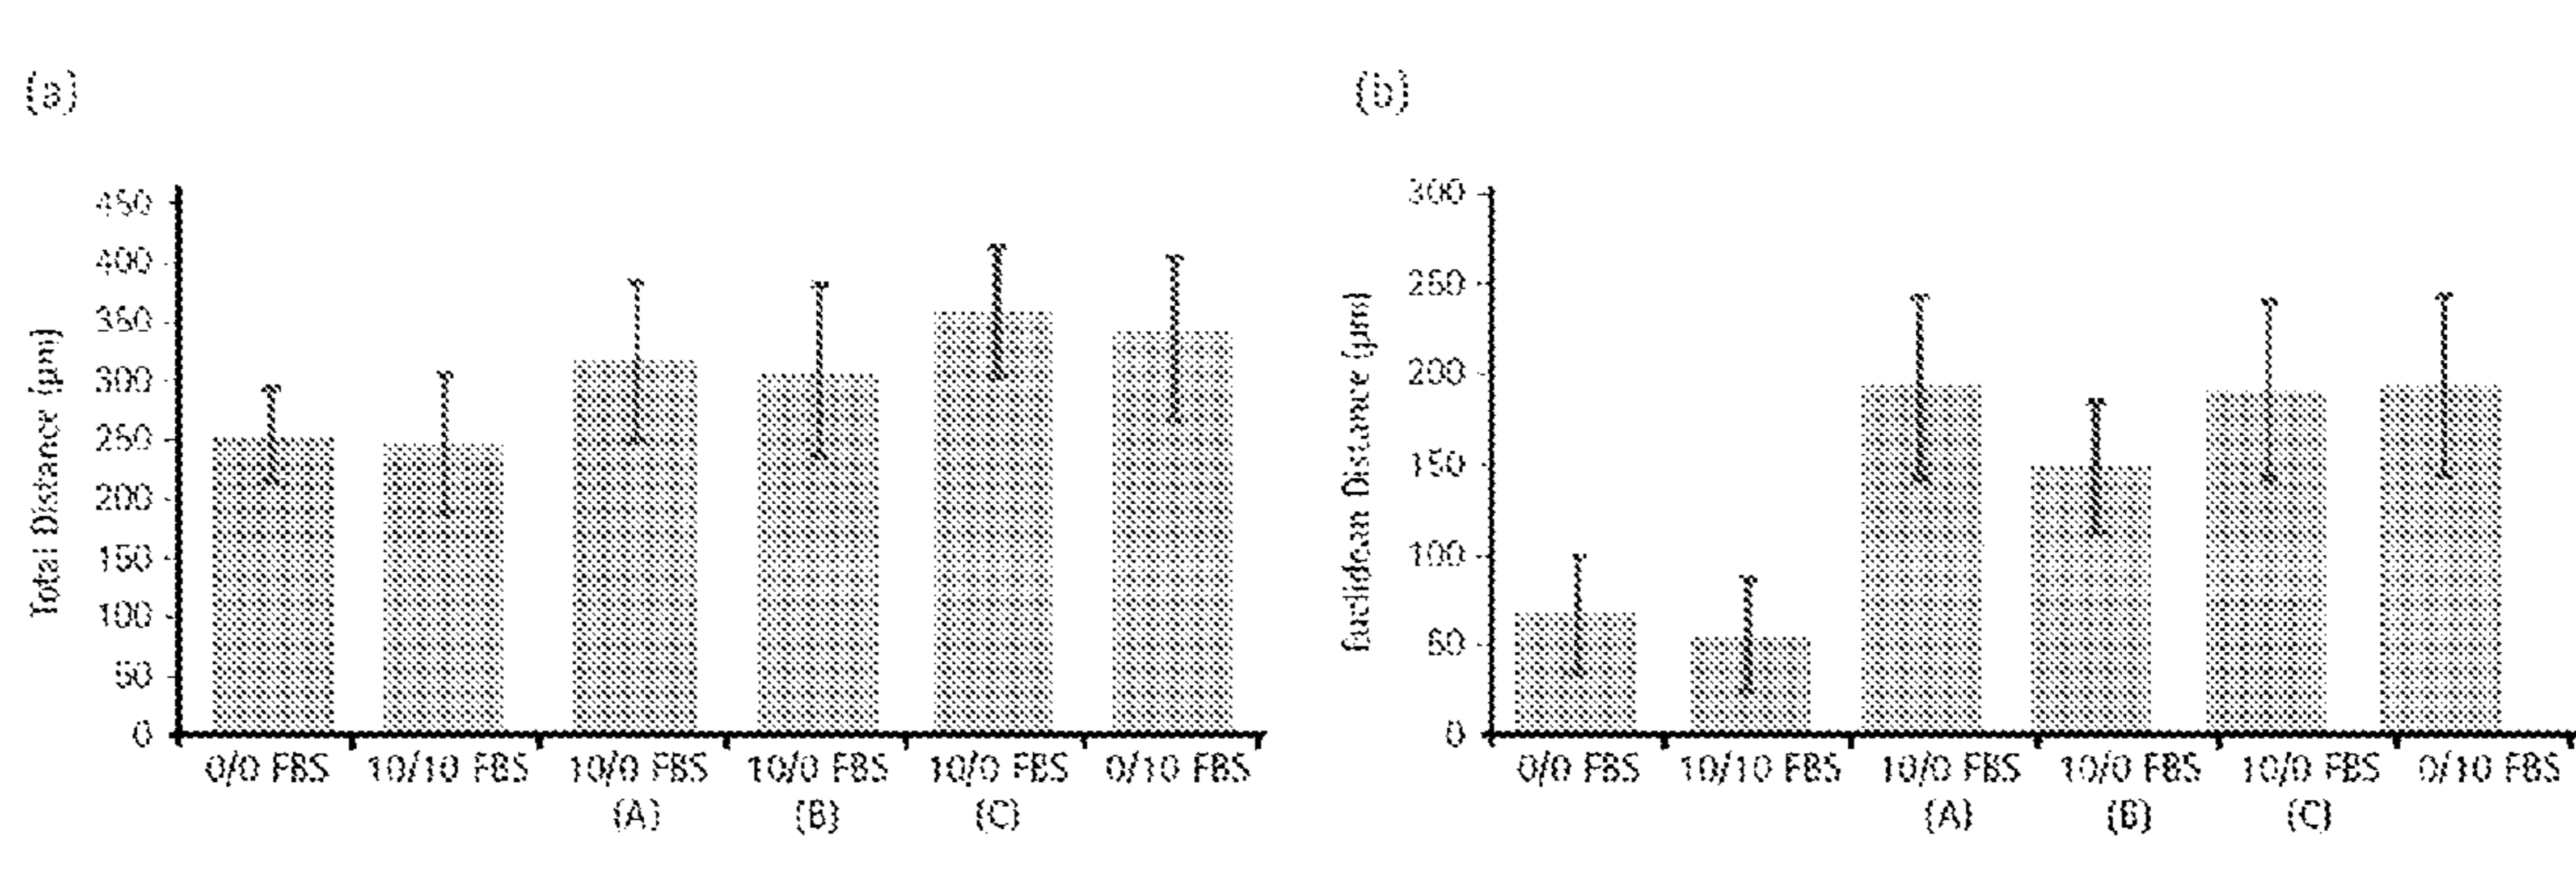 (a)
Total Distance (µm)
450
400
350
300
250
200
150
100
50
0
0/0 FBS 10/10 FBS 10/0 FBS 10/0 FBS 10/0 FBS 0/10 FBS
(A) (B) (C)
(b)
Euclidean Distance (µm)
300
250
200
150
100
50
0
0/0 FBS 10/10 FBS 10/0 FBS 10/0 FBS 10/0 FBS 0/10 FBS
(A) (B) (C)